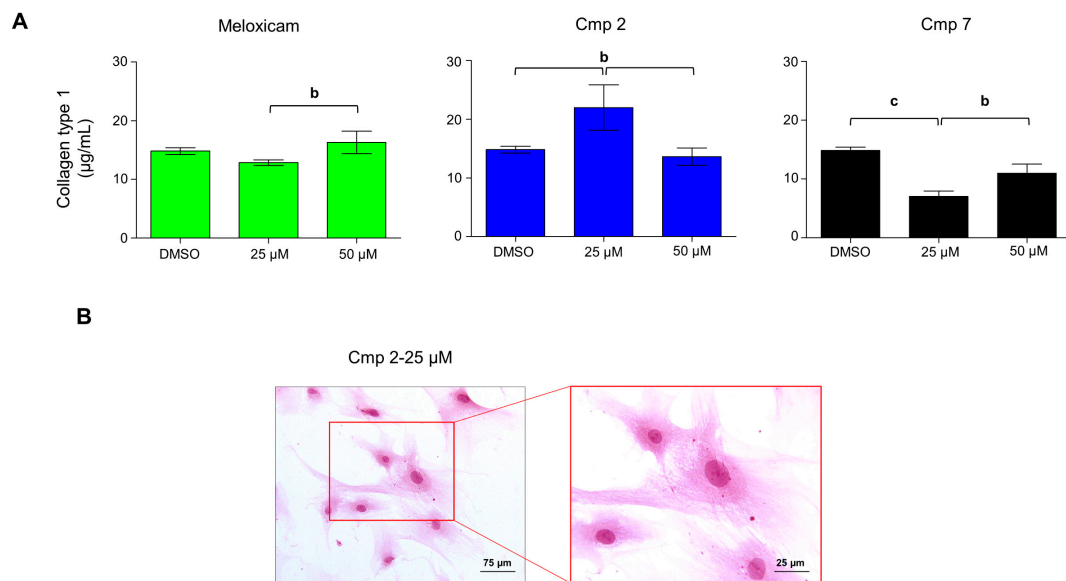 A
Meloxicam
Cmp 2
Cmp 7
Collagen type 1
(µg/mL)
30
20
10
0
b
DMSO
25 µM
50 µM
30
20
10
0
b
DMSO
25 µM
50 µM
30
20
10
0
c
b
DMSO
25 µM
50 µM
B
Cmp 2-25 µM
75 µm
25 µm